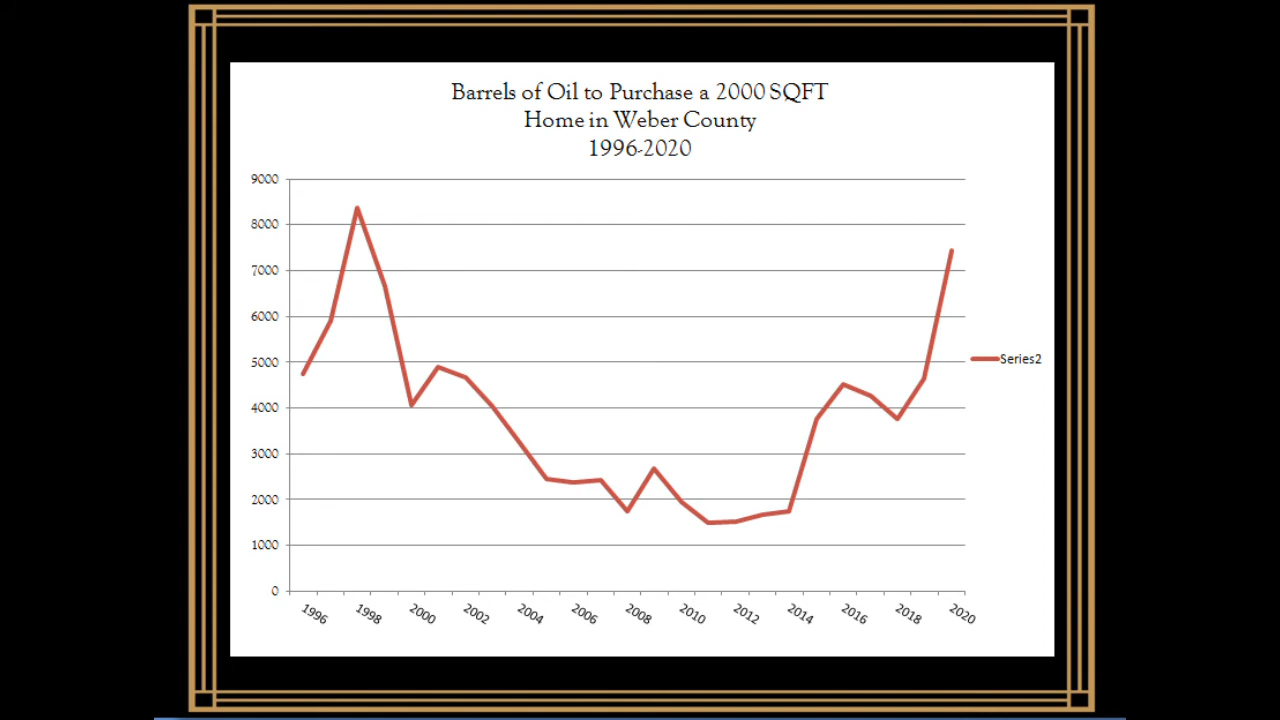 Barrels of Oil to Purchase a 2000 SQFT
Home in Weber County
1996-2020
9000
8000
7000
6000
5000
4000
3000
2000
1000
0
Series2
1996 1998 2000 2002 2004 2006 2008 2010 2012 2014 2016 2018 2020